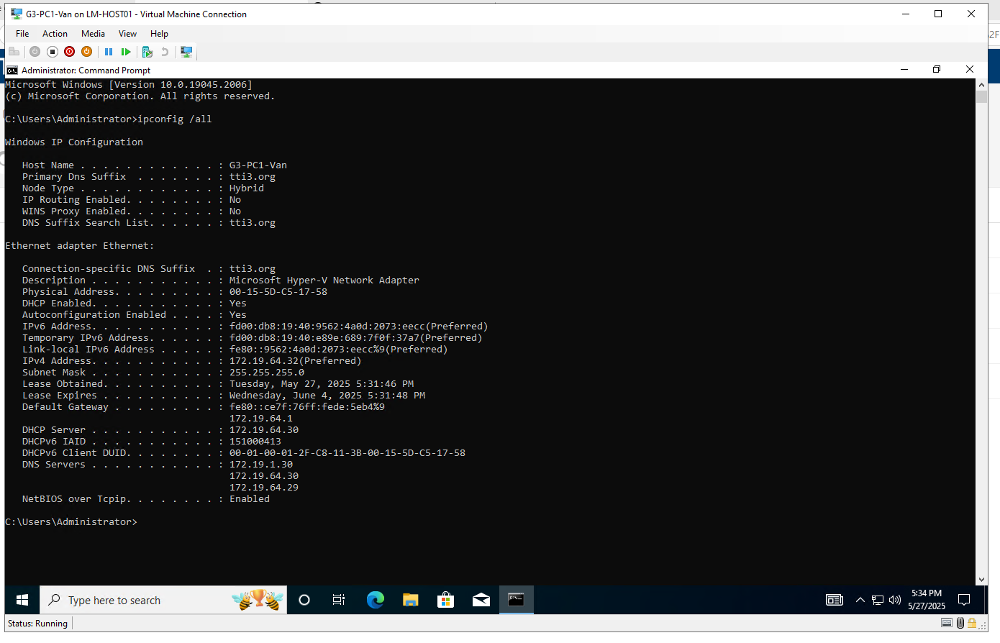 G3-PC1-Van on LM-HOST01 - Virtual Machine Connection
File Action Media View Help
Administrator: Command Prompt
Microsoft Windows [Version 10.0.19045.2006]
(c) Microsoft Corporation. All rights reserved.
C:\Users\Administrator>ipconfig /all
Windows IP Configuration
Host Name . . . . . . . . . . . . : G3-PC1-Van
Primary Dns Suffix  . . . . . . . : tti3.org
Node Type . . . . . . . . . . . . : Hybrid
IP Routing Enabled. . . . . . . . : No
WINS Proxy Enabled. . . . . . . . : No
DNS Suffix Search List. . . . . . : tti3.org
Ethernet adapter Ethernet:
Connection-specific DNS Suffix  . : tti3.org
Description . . . . . . . . . . . : Microsoft Hyper-V Network Adapter
Physical Address. . . . . . . . . : 00-15-5D-C5-17-58
DHCP Enabled. . . . . . . . . . . : Yes
Autoconfiguration Enabled . . . . : Yes
IPv6 Address. . . . . . . . . . . : fd00:db8:19:40:9562:4a0d:2073:eecc(Preferred)
Temporary IPv6 Address. . . . . . : fd00:db8:19:40:e89e:689:7f0f:37a7(Preferred)
Link-local IPv6 Address . . . . . : fe80::9562:4a0d:2073:eecc%9(Preferred)
IPv4 Address. . . . . . . . . . . : 172.19.64.32(Preferred)
Subnet Mask . . . . . . . . . . . : 255.255.255.0
Lease Obtained. . . . . . . . . . : Tuesday, May 27, 2025 5:31:46 PM
Lease Expires . . . . . . . . . . : Wednesday, June 4, 2025 5:31:48 PM
Default Gateway . . . . . . . . . : fe80::ce7f:76ff:fede:5eb4%9
172.19.64.1
DHCP Server . . . . . . . . . . . : 172.19.64.30
DHCPv6 IAID . . . . . . . . . . . : 151000413
DHCPv6 Client DUID. . . . . . . . : 00-01-00-01-2F-C8-11-3B-00-15-5D-C5-17-58
DNS Servers . . . . . . . . . . . : 172.19.1.30
172.19.64.30
172.19.64.29
NetBIOS over Tcpip. . . . . . . . : Enabled
C:\Users\Administrator>
Type here to search
5:34 PM
5/27/2025
Status: Running